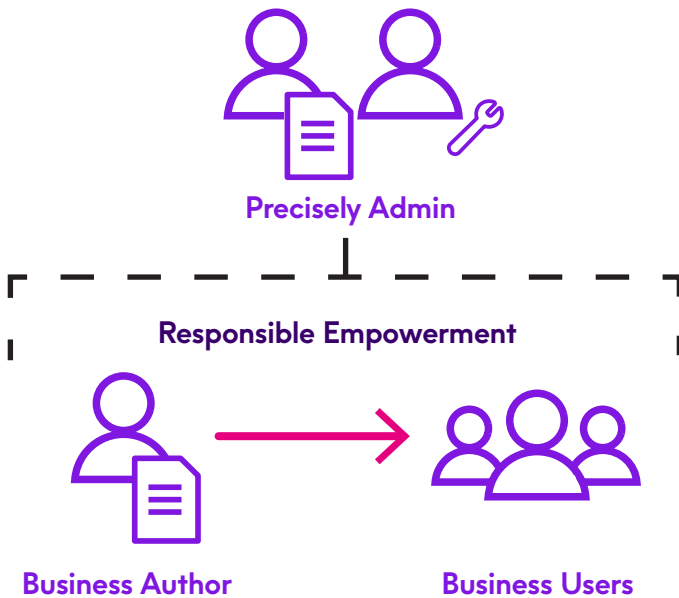 Precisely Admin
Responsible Empowerment
Business Author
Business Users